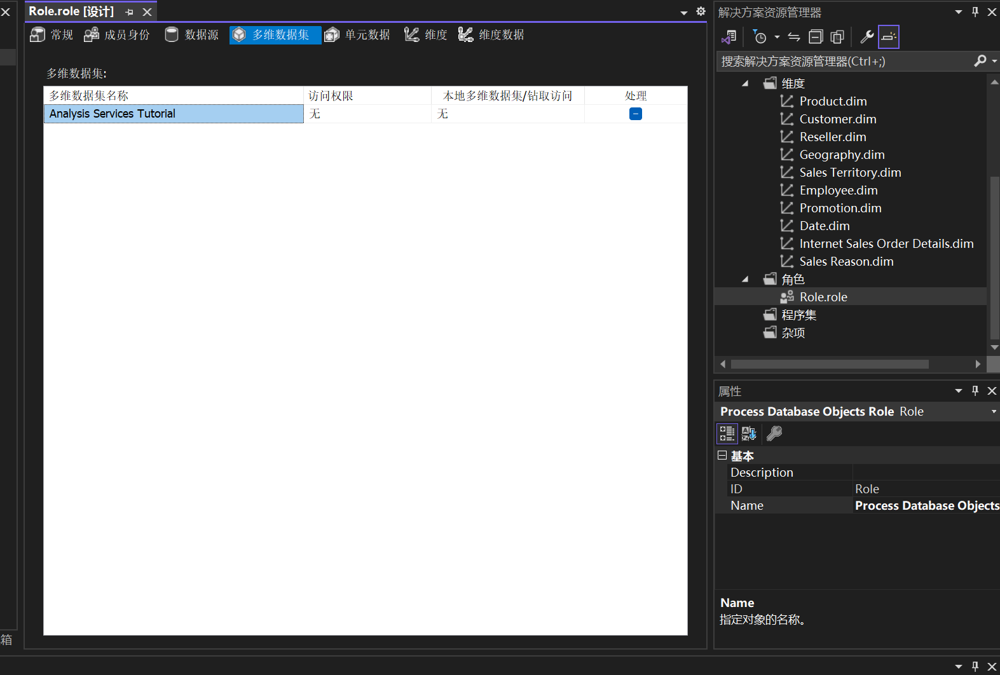 Role.role [设计]
常规 成员身份 数据源 多维数据集 单元数据 维度 维度数据
多维数据集:
多维数据集名称 访问权限 本地多维数据集/钻取访问 处理
Analysis Services Tutorial 无 无
箱
解决方案资源管理器
搜索解决方案资源管理器(Ctrl+;)
维度
Product.dim
Customer.dim
Reseller.dim
Geography.dim
Sales Territory.dim
Employee.dim
Promotion.dim
Date.dim
Internet Sales Order Details.dim
Sales Reason.dim
角色
Role.role
程序集
杂项
属性
Process Database Objects Role Role
基本
Description
ID Role
Name Process Database Objects
Name
指定对象的名称。